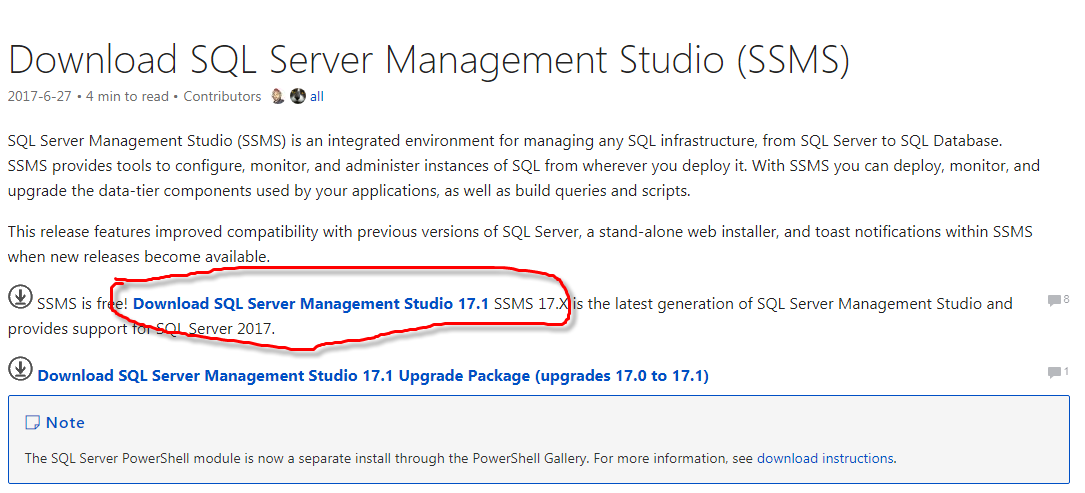 Download SQL Server Management Studio (SSMS)
2017-6-27 • 4 min to read • Contributors all
SQL Server Management Studio (SSMS) is an integrated environment for managing any SQL infrastructure, from SQL Server to SQL Database.
SSMS provides tools to configure, monitor, and administer instances of SQL from wherever you deploy it. With SSMS you can deploy, monitor, and
upgrade the data-tier components used by your applications, as well as build queries and scripts.
This release features improved compatibility with previous versions of SQL Server, a stand-alone web installer, and toast notifications within SSMS
when new releases become available.
SSMS is free! Download SQL Server Management Studio 17.1 SSMS 17.X is the latest generation of SQL Server Management Studio and 8
provides support for SQL Server 2017.
Download SQL Server Management Studio 17.1 Upgrade Package (upgrades 17.0 to 17.1) 1
Note
The SQL Server PowerShell module is now a separate install through the PowerShell Gallery. For more information, see download instructions.